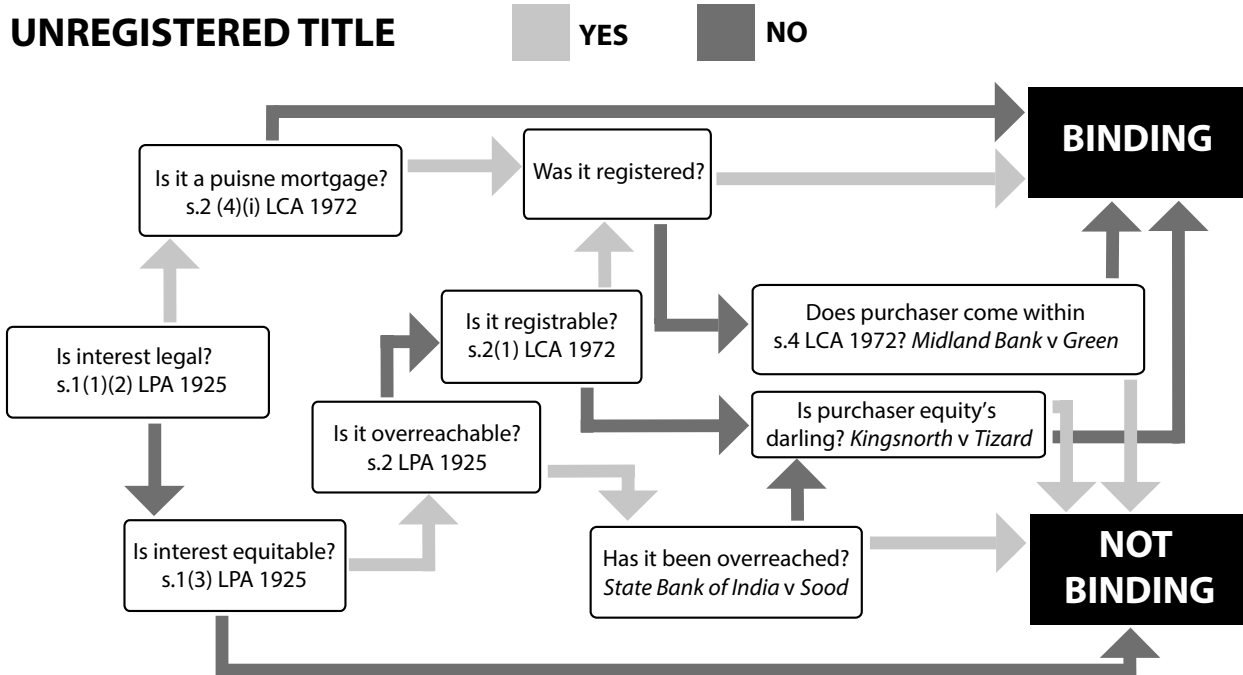 UNREGISTERED TITLE
YES
NO
BINDING
Is it a puisne mortgage?
s.2 (4)(i) LCA 1972
Was it registered?
Is interest legal?
s.1(1)(2) LPA 1925
Is it registrable?
s.2(1) LCA 1972
Does purchaser come within
s.4 LCA 1972? Midland Bank v Green
Is it overreachable?
s.2 LPA 1925
Is purchaser equity's
darling? Kingsnorth v Tizard
Is interest equitable?
s.1(3) LPA 1925
Has it been overreached?
State Bank of India v Sood
NOT
BINDING